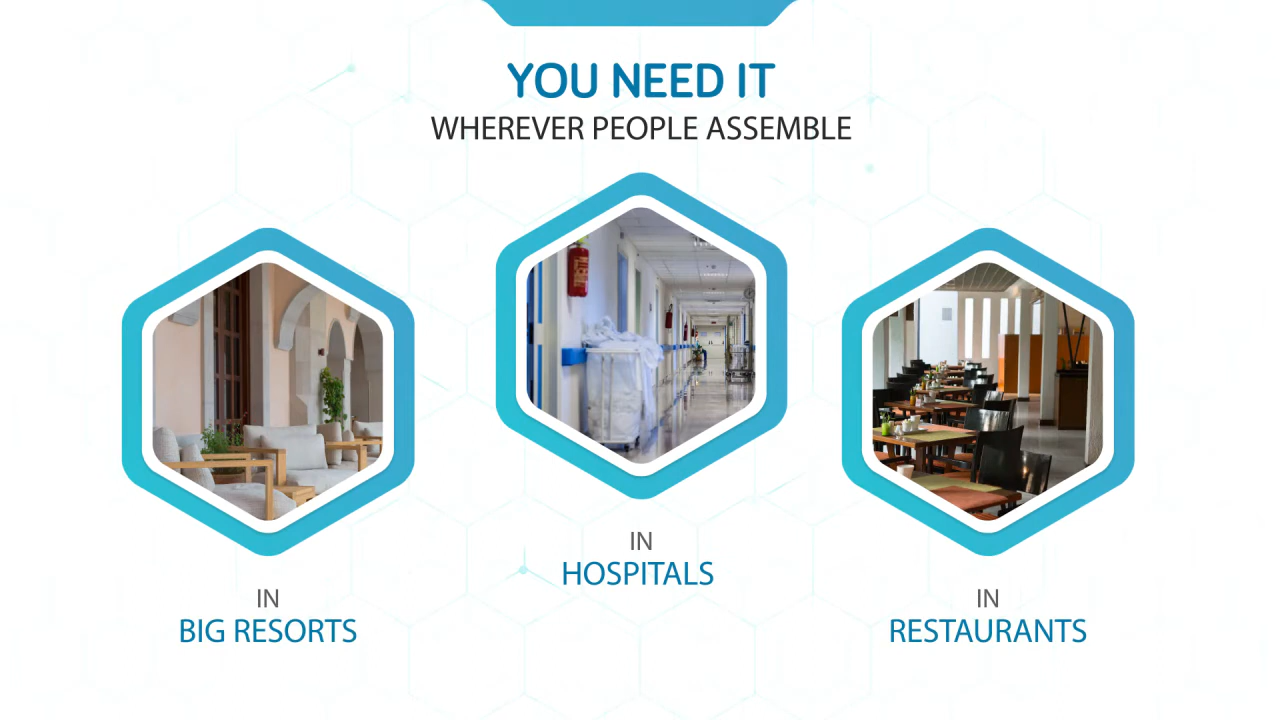 YOU NEED IT
WHEREVER PEOPLE ASSEMBLE
IN
BIG RESORTS
IN
HOSPITALS
IN
RESTAURANTS